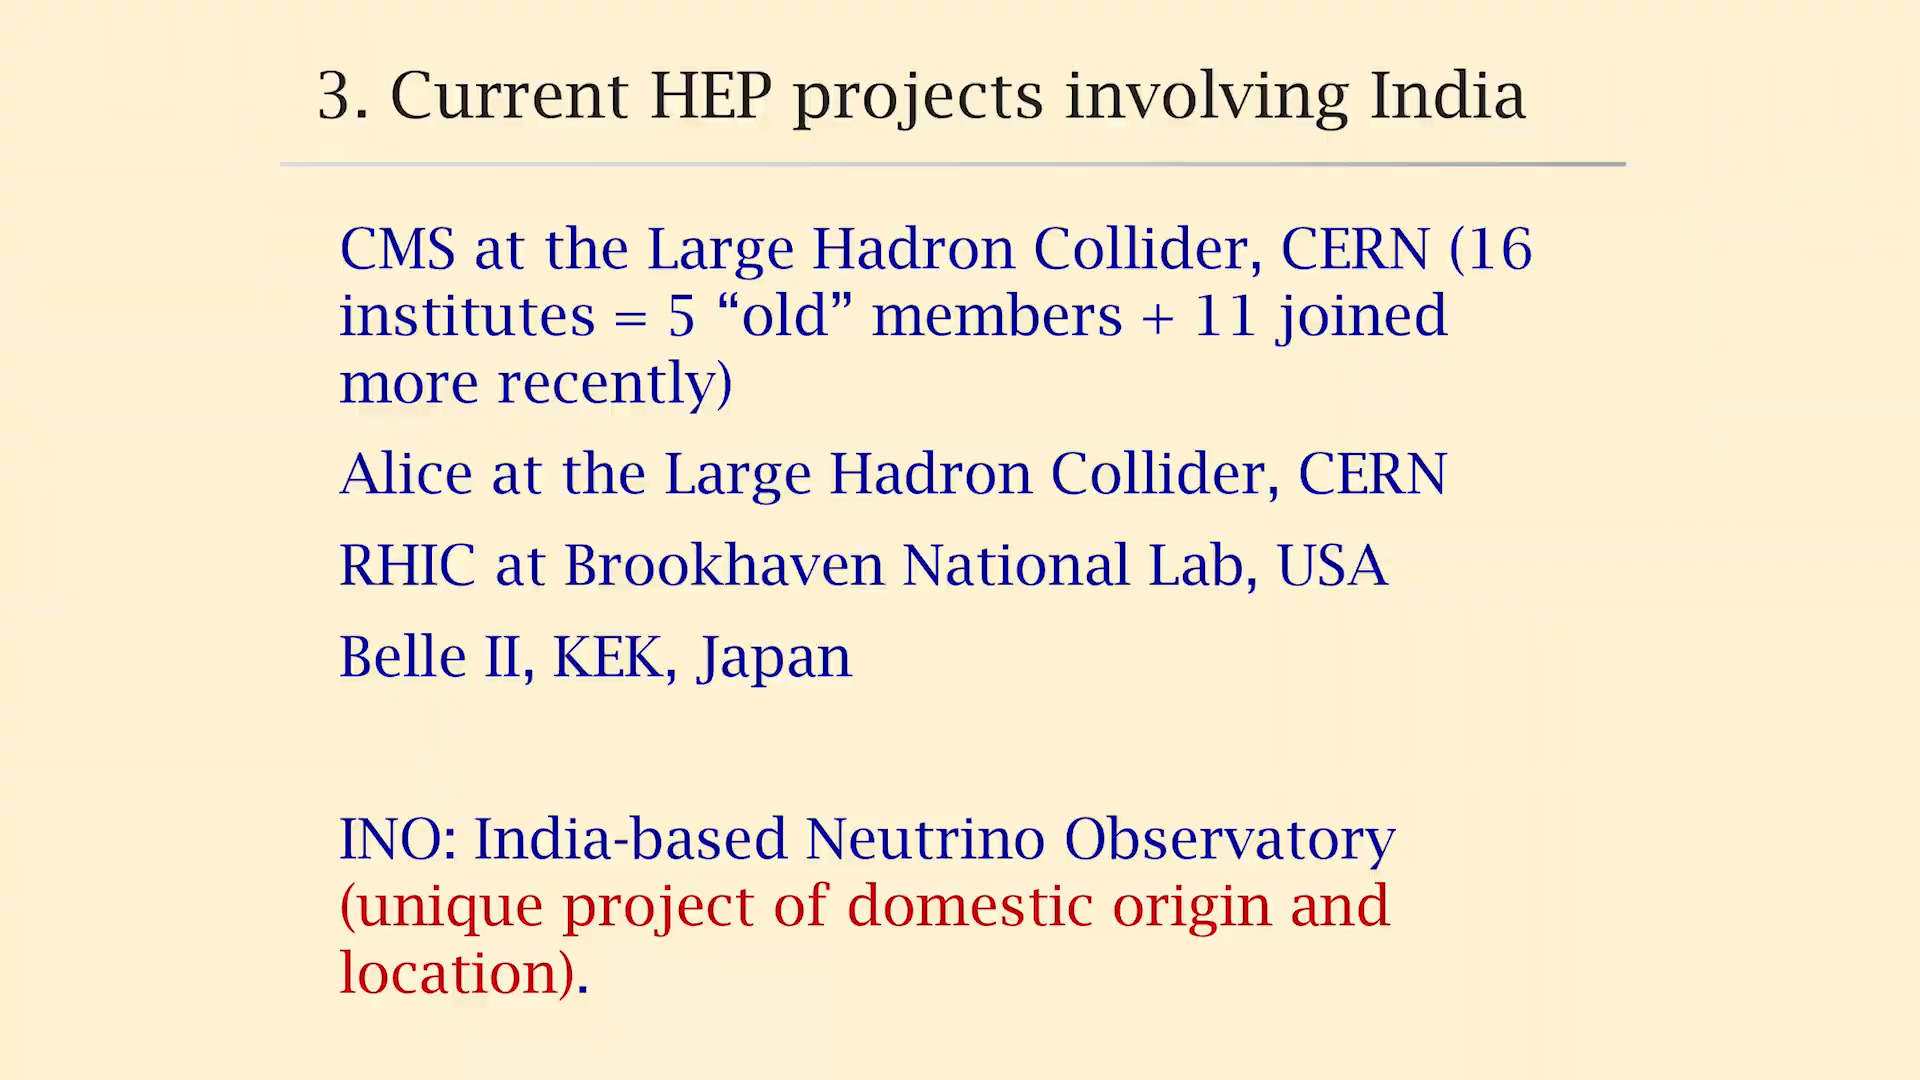 3. Current HEP projects involving India
CMS at the Large Hadron Collider, CERN (16
institutes = 5 “old” members + 11 joined
more recently)
Alice at the Large Hadron Collider, CERN
RHIC at Brookhaven National Lab, USA
Belle II, KEK, Japan
INO: India-based Neutrino Observatory
(unique project of domestic origin and
location).